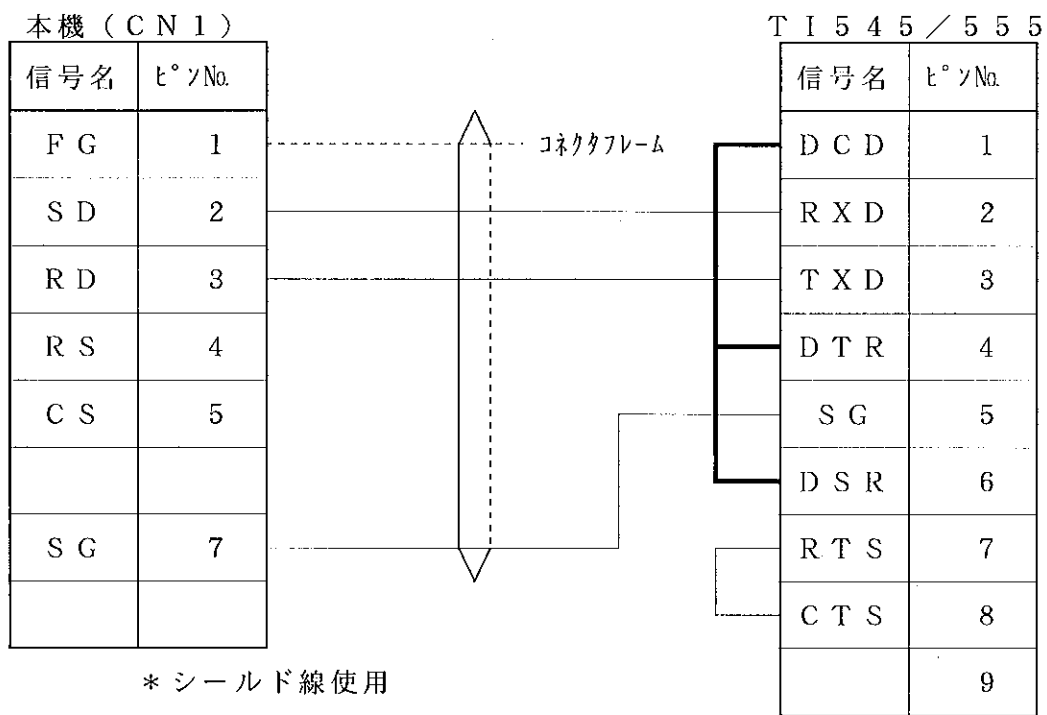 本機（CN1） TI545／555
信号名 ﾋﾟﾝNo. 信号名 ﾋﾟﾝNo.
FG 1 ｺﾈｸﾀﾌﾚｰﾑ DCD 1
SD 2 RXD 2
RD 3 TXD 3
RS 4 DTR 4
CS 5 SG 5
DSR 6
SG 7 RTS 7
CTS 8
＊シールド線使用 9